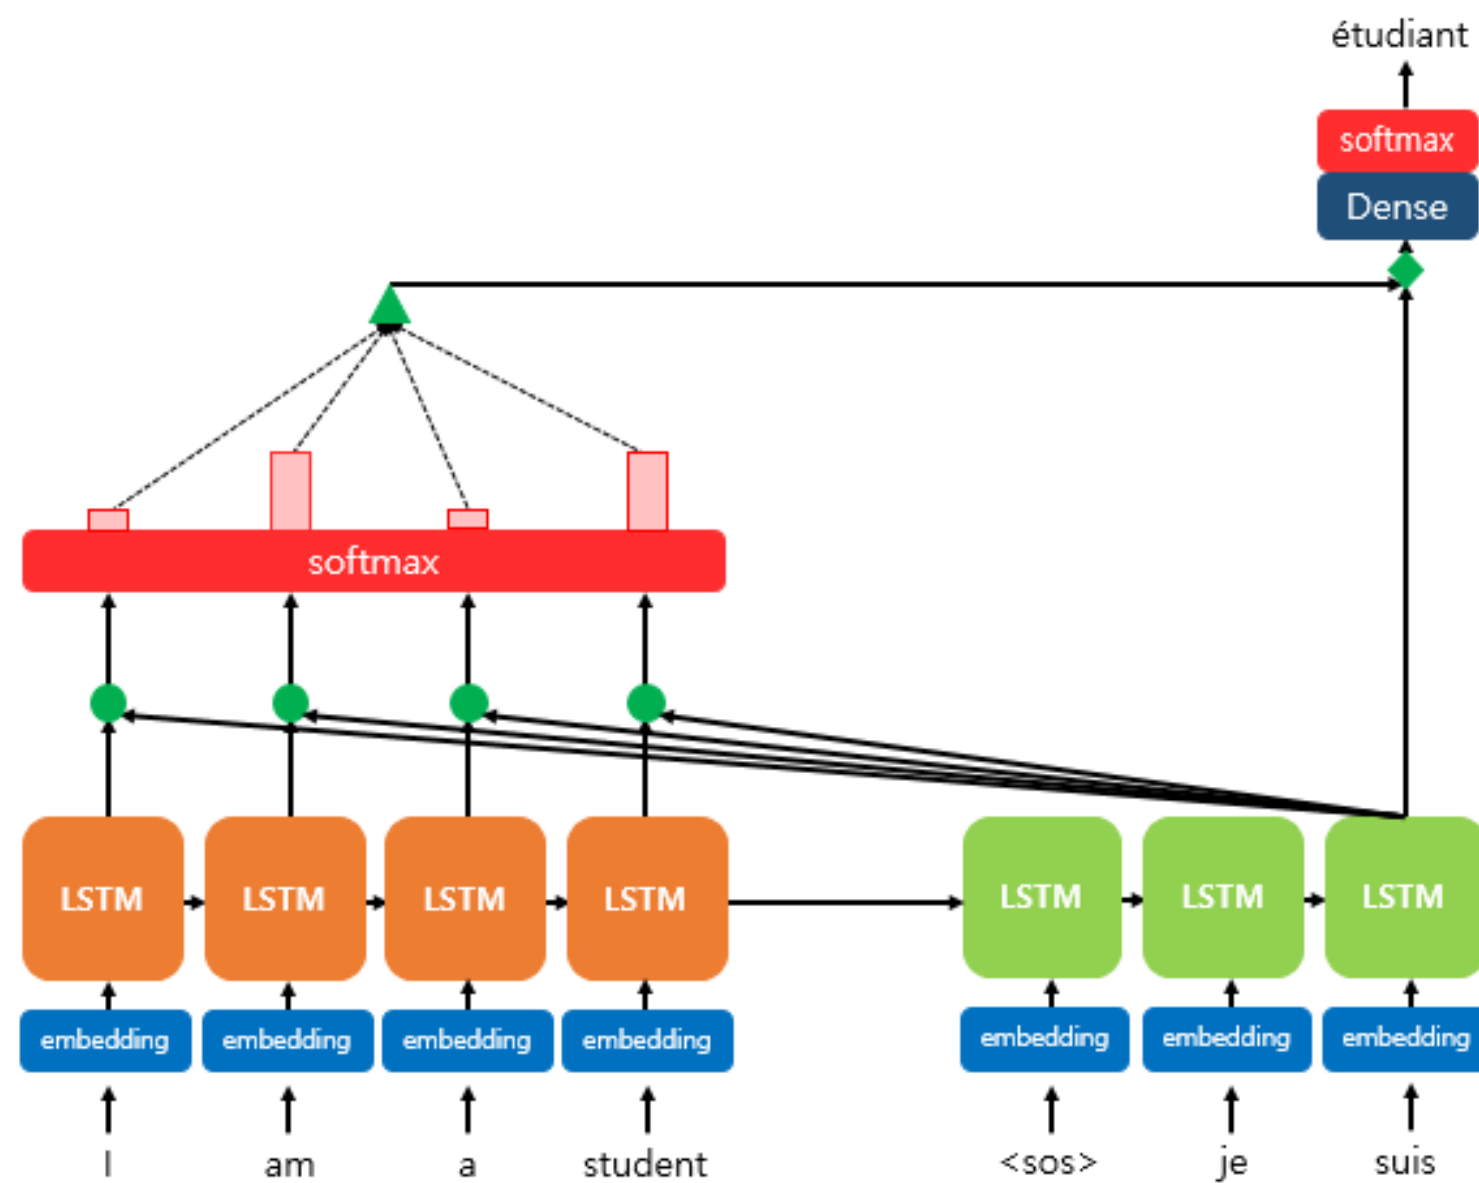 étudiant
softmax
Dense
softmax
LSTM LSTM LSTM LSTM LSTM LSTM LSTM
embedding embedding embedding embedding embedding embedding embedding
I am a student <sos> je suis